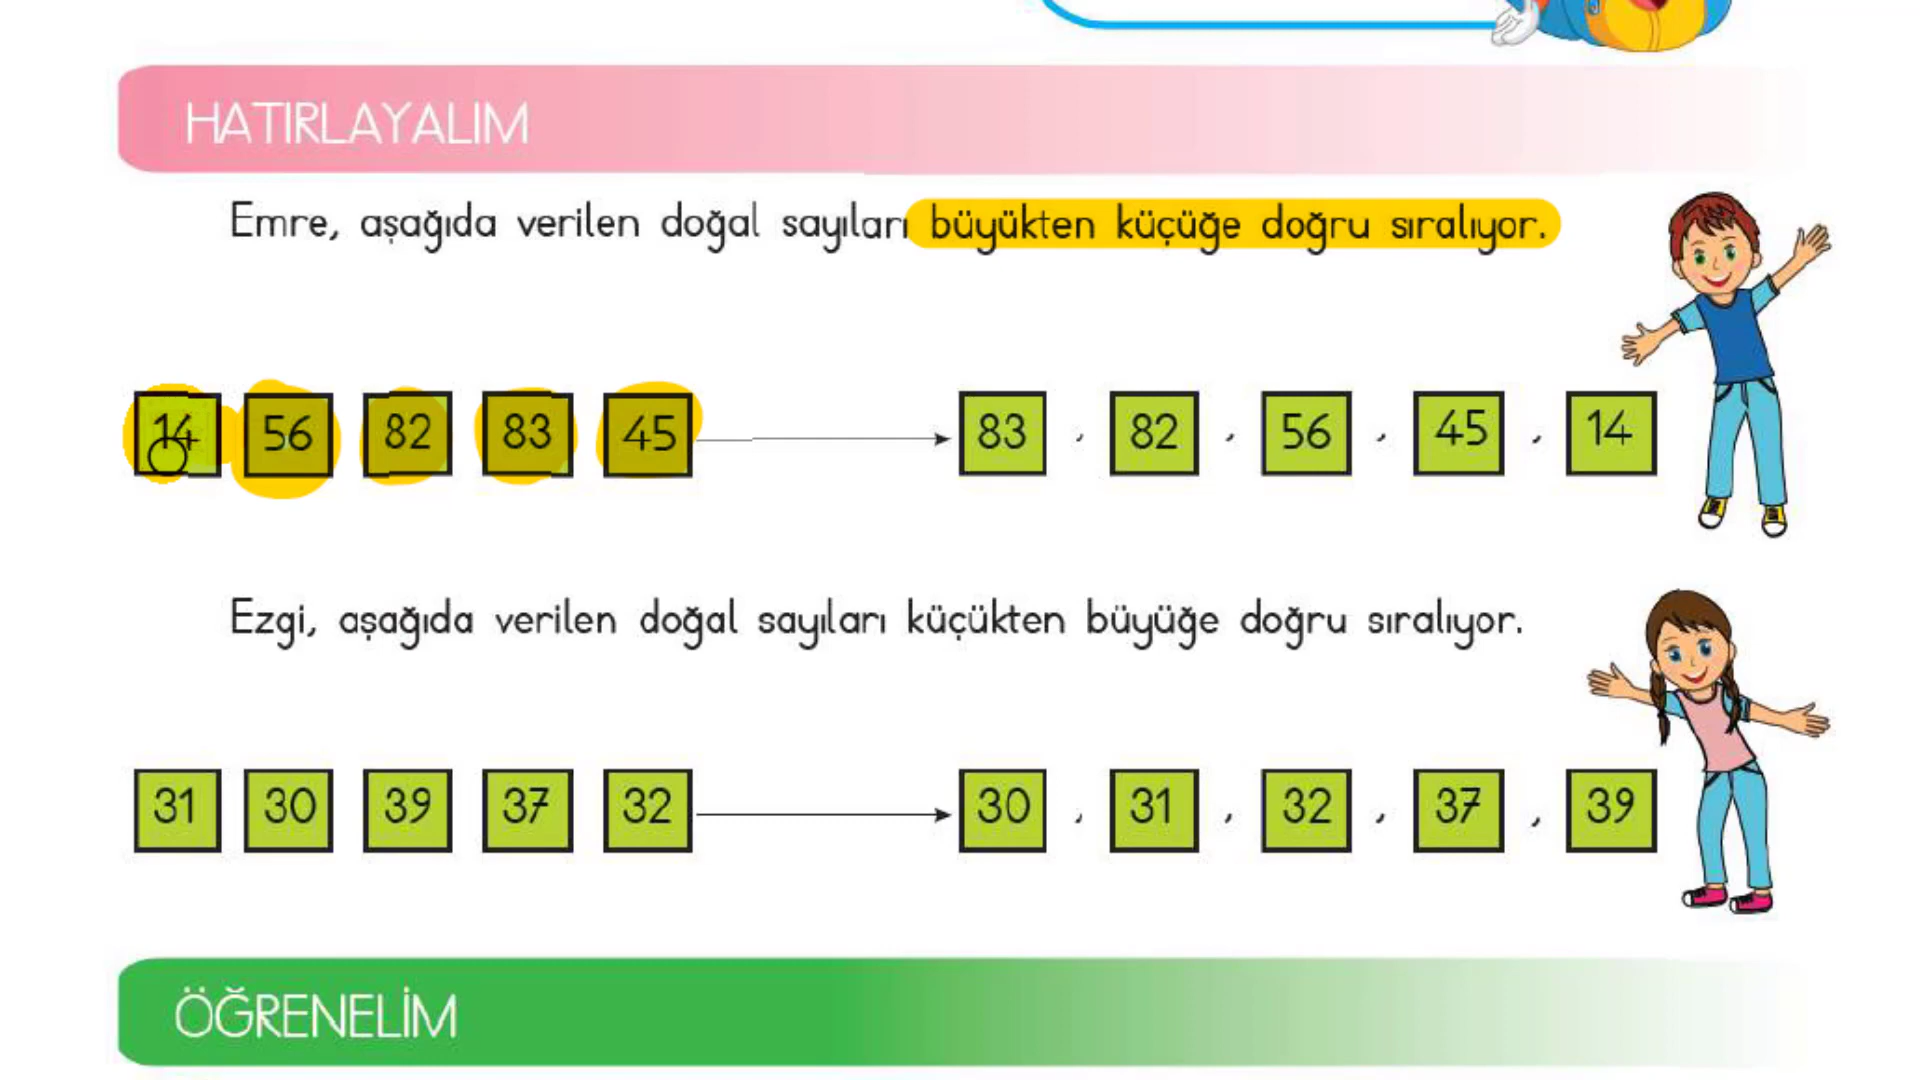 HATIRLAYALIM
Emre, aşağıda verilen doğal sayıları büyükten küçüğe doğru sıralıyor.
14 56 82 83 45 83 , 82 , 56 , 45 , 14
Ezgi, aşağıda verilen doğal sayıları küçükten büyüğe doğru sıralıyor.
31 30 39 37 32 30 , 31 , 32 , 37 , 39
ÖĞRENELİM